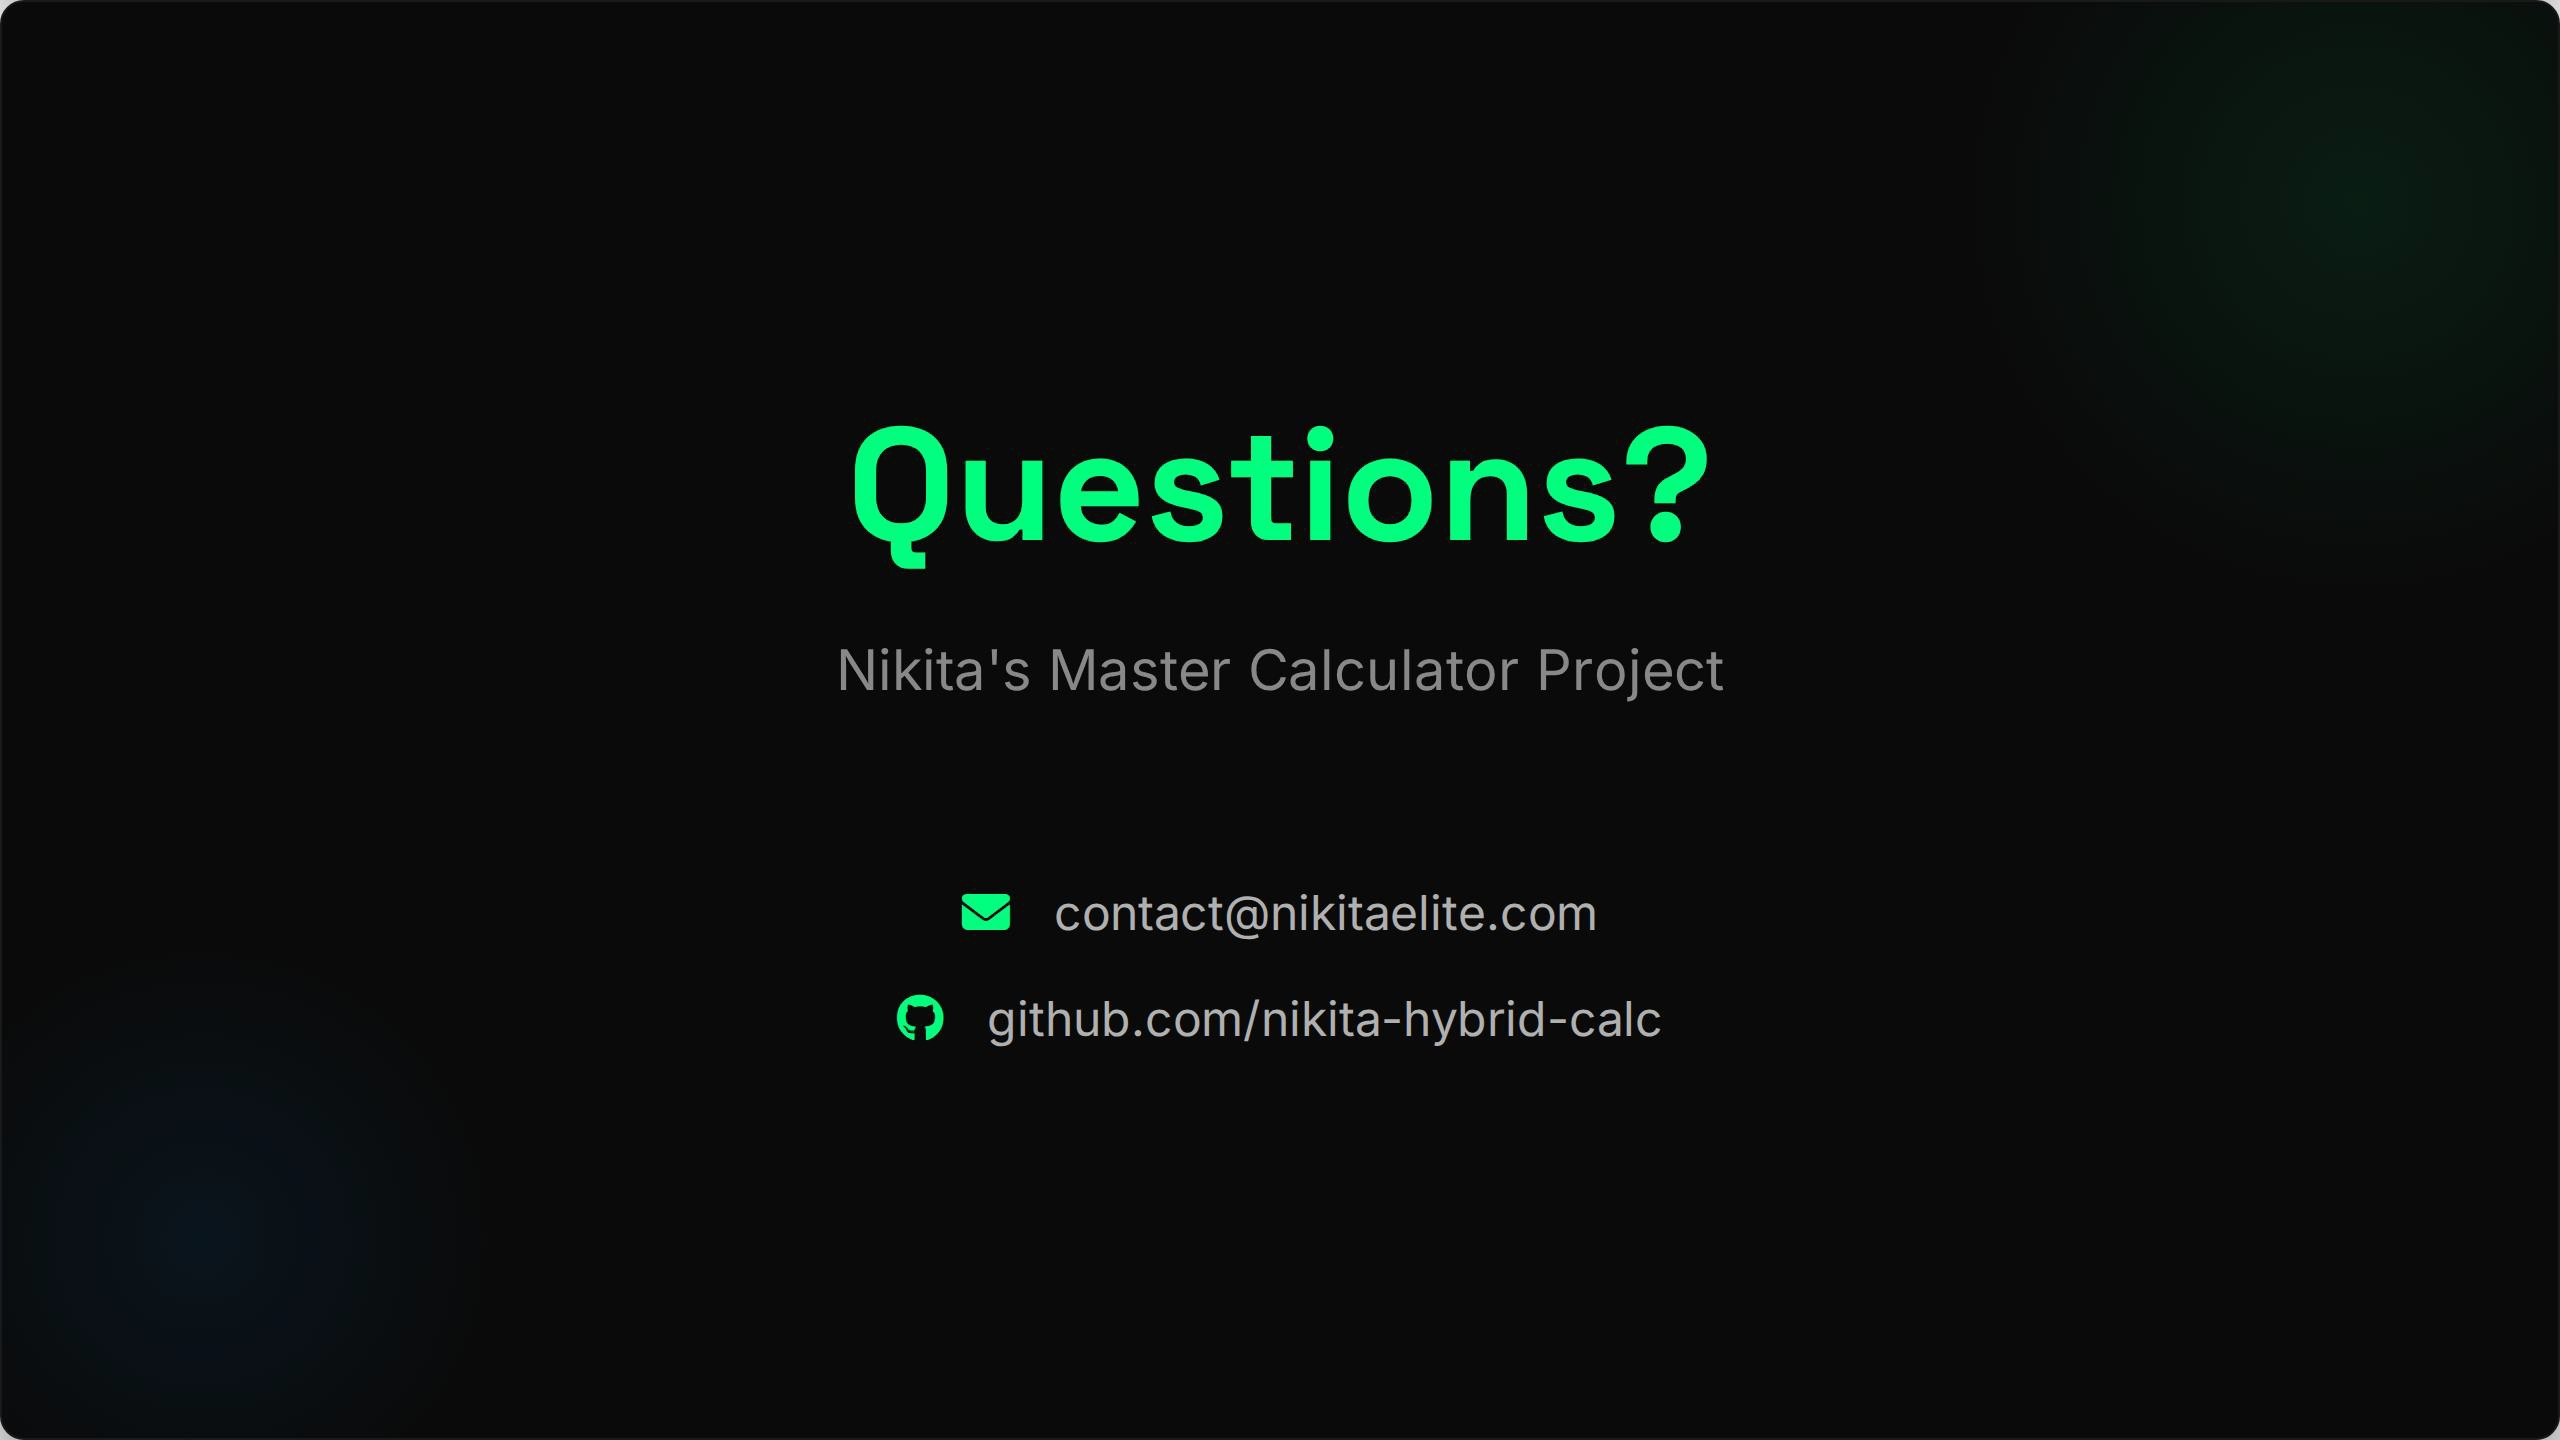 Questions?
Nikita's Master Calculator Project
contact@nikitaelite.com
github.com/nikita-hybrid-calc